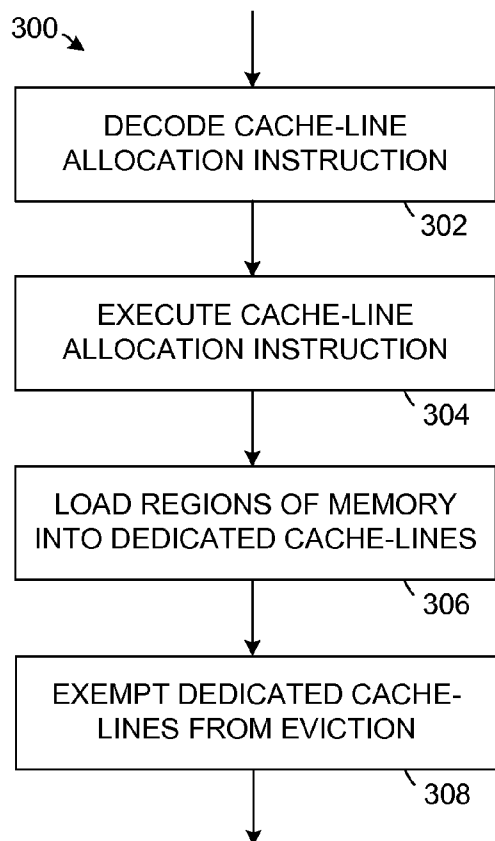 300
DECODE CACHE-LINE
ALLOCATION INSTRUCTION
302
EXECUTE CACHE-LINE
ALLOCATION INSTRUCTION
304
LOAD REGIONS OF MEMORY
INTO DEDICATED CACHE-LINES
306
EXEMPT DEDICATED CACHE-
LINES FROM EVICTION
308